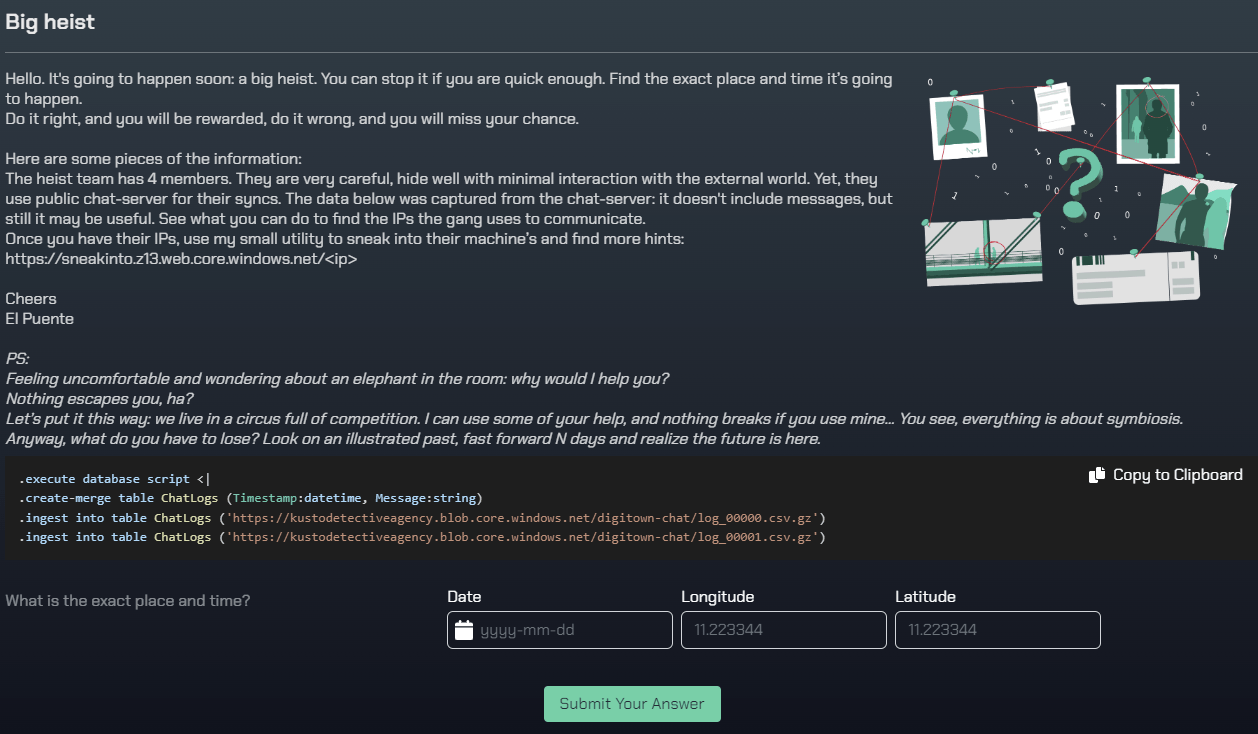 Big heist
Hello. It's going to happen soon: a big heist. You can stop it if you are quick enough. Find the exact place and time it's going
to happen.
Do it right, and you will be rewarded, do it wrong, and you will miss your chance.
Here are some pieces of the information:
The heist team has 4 members. They are very careful, hide well with minimal interaction with the external world. Yet, they
use public chat-server for their syncs. The data below was captured from the chat-server: it doesn't include messages, but
still it may be useful. See what you can do to find the IPs the gang uses to communicate.
Once you have their IPs, use my small utility to sneak into their machine's and find more hints:
https://sneakinto.z13.web.core.windows.net/<ip>
Cheers
El Puente
PS:
Feeling uncomfortable and wondering about an elephant in the room: why would I help you?
Nothing escapes you, ha?
Let's put it this way: we live in a circus full of competition. I can use some of your help, and nothing breaks if you use mine... You see, everything is about symbiosis.
Anyway, what do you have to lose? Look on an illustrated past, fast forward N days and realize the future is here.
Copy to Clipboard
.execute database script <|
.create-merge table ChatLogs (Timestamp:datetime, Message:string)
.ingest into table ChatLogs ('https://kustodetectiveagency.blob.core.windows.net/digitown-chat/log_00000.csv.gz')
.ingest into table ChatLogs ('https://kustodetectiveagency.blob.core.windows.net/digitown-chat/log_00001.csv.gz')
What is the exact place and time?
Date
Longitude
Latitude
yyyy-mm-dd
11.223344
11.223344
Submit Your Answer